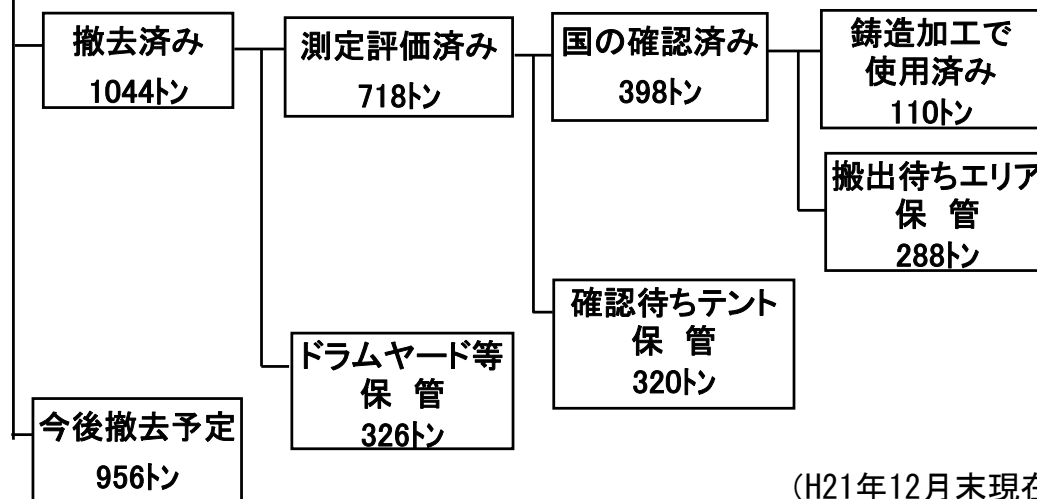 撤去済み
1044トン
測定評価済み
718トン
国の確認済み
398トン
鋳造加工で
使用済み
110トン
搬出待ちエリア
保 管
288トン
確認待ちテント
保 管
320トン
ドラムヤード等
保 管
326トン
今後撤去予定
956トン
(H21年12月末現在